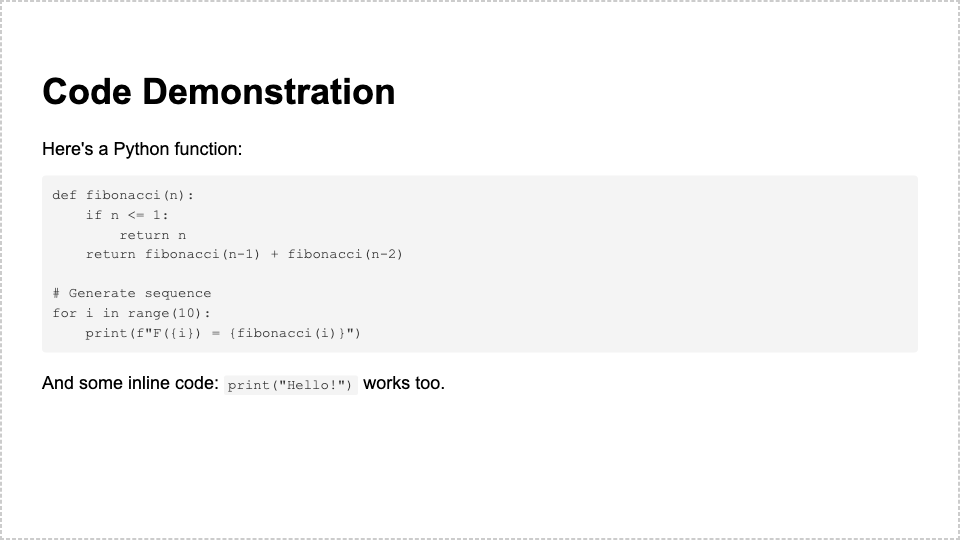 Code Demonstration
Here's a Python function:
def fibonacci(n):
    if n <= 1:
        return n
    return fibonacci(n-1) + fibonacci(n-2)

# Generate sequence
for i in range(10):
    print(f"F({i}) = {fibonacci(i)}")
And some inline code: print("Hello!") works too.